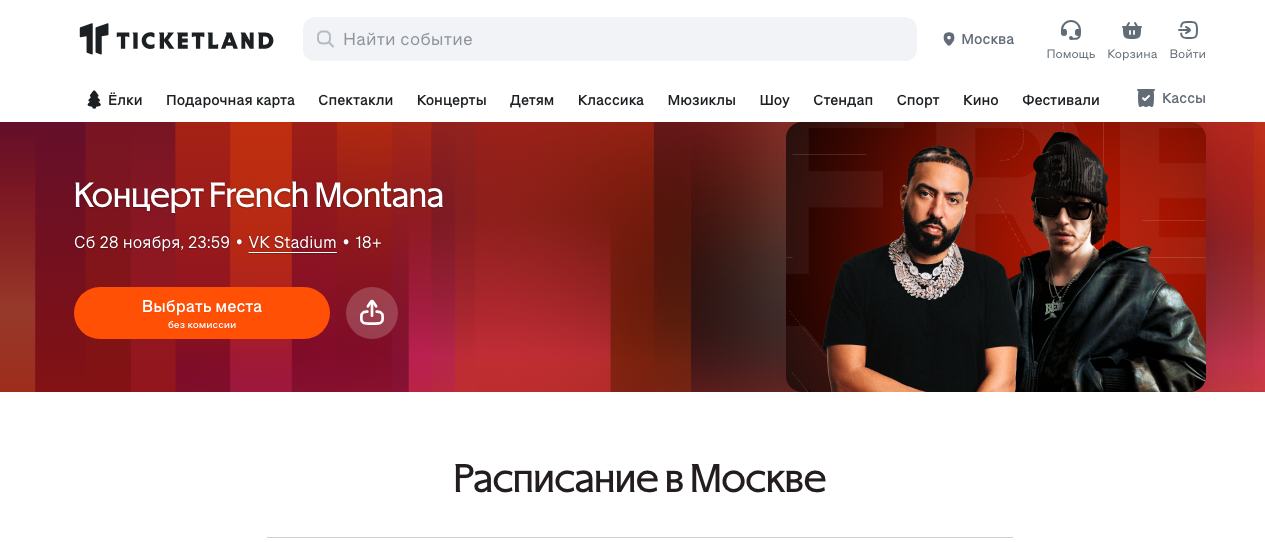 TICKETLAND
Найти событие
Москва
Помощь
Корзина
Войти
Ёлки
Подарочная карта
Спектакли
Концерты
Детям
Классика
Мюзиклы
Шоу
Стендап
Спорт
Кино
Фестивали
Кассы
Концерт French Montana
Сб 28 ноября, 23:59 • VK Stadium • 18+
Выбрать места
без комиссии
FRE
Расписание в Москве